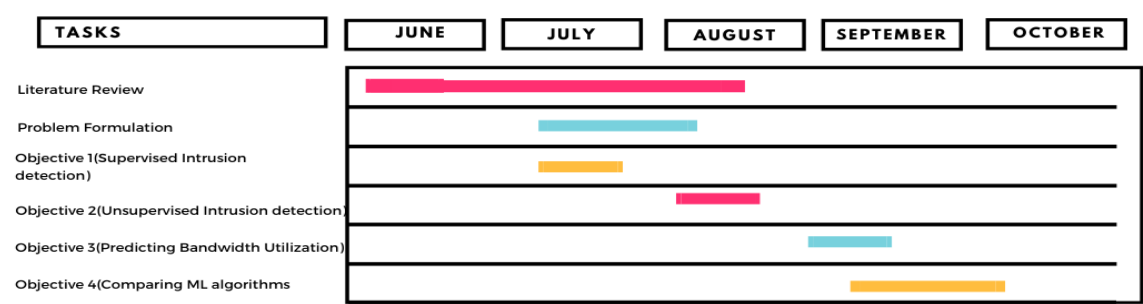 TASKS
JUNE
JULY
AUGUST
SEPTEMBER
OCTOBER
Literature Review
Problem Formulation
Objective 1(Supervised Intrusion
detection)
Objective 2(Unsupervised Intrusion detection)
Objective 3(Predicting Bandwidth Utilization)
Objective 4(Comparing ML algorithms